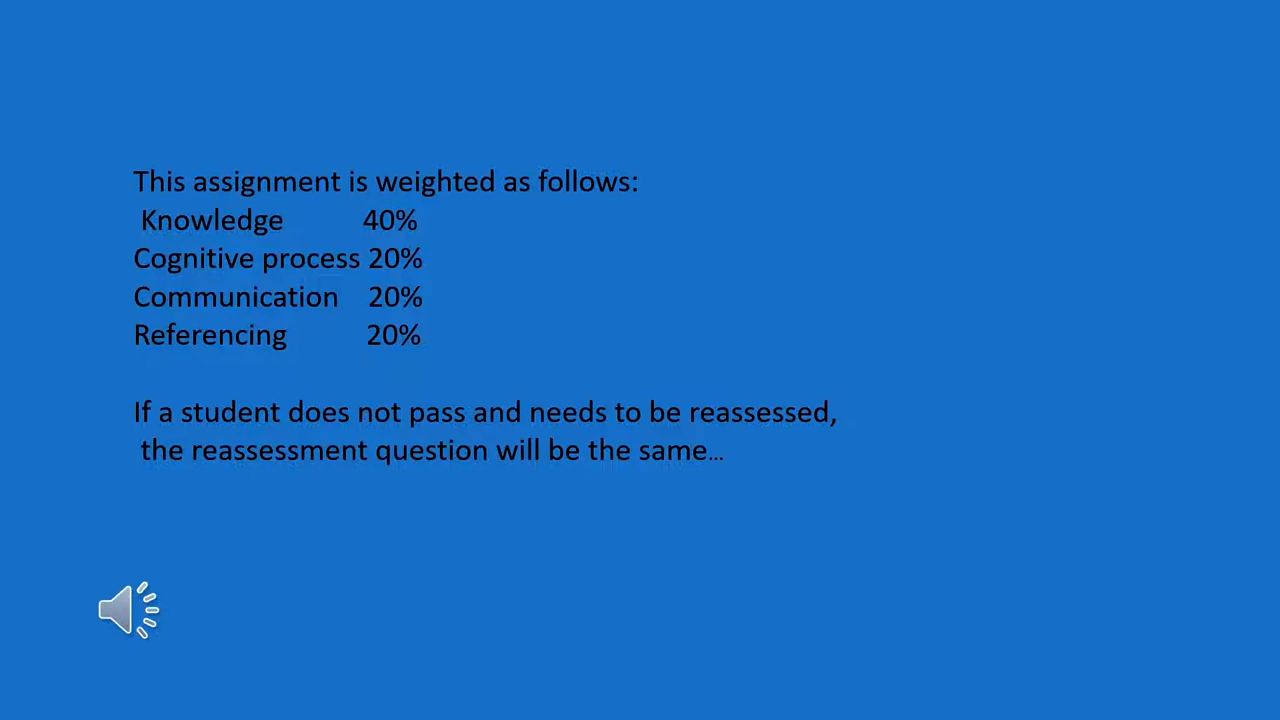 This assignment is weighted as follows:
Knowledge 40%
Cognitive process 20%
Communication 20%
Referencing 20%
If a student does not pass and needs to be reassessed,
the reassessment question will be the same...